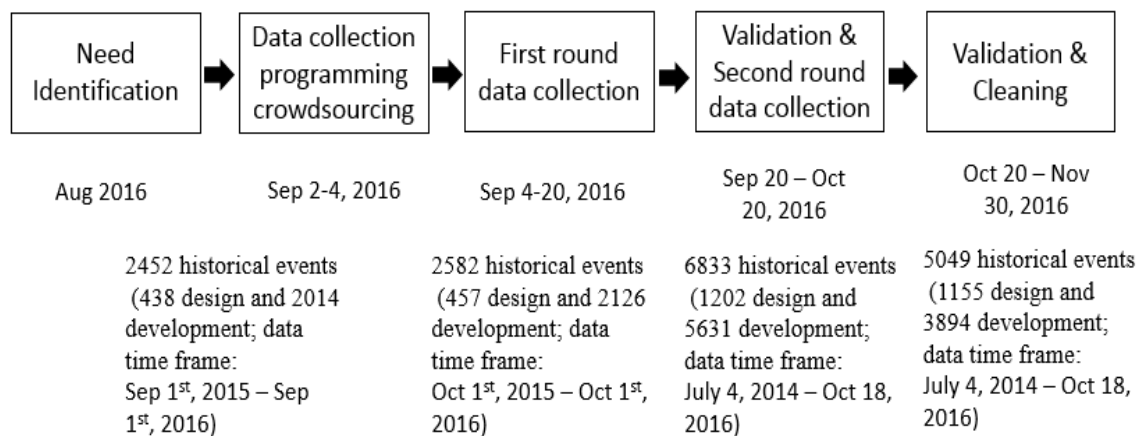 Need
Identification
Data collection
programming
crowdsourcing
First round
data collection
Validation &
Second round
data collection
Validation &
Cleaning
Aug 2016
Sep 2-4, 2016
Sep 4-20, 2016
Sep 20 – Oct
20, 2016
Oct 20 – Nov
30, 2016
2452 historical events
(438 design and 2014
development; data
time frame:
Sep 1st, 2015 – Sep
1st, 2016)
2582 historical events
(457 design and 2126
development; data
time frame:
Oct 1st, 2015 – Oct 1st,
2016)
6833 historical events
(1202 design and
5631 development;
data time frame:
July 4, 2014 – Oct 18,
2016)
5049 historical events
(1155 design and
3894 development;
data time frame:
July 4, 2014 – Oct 18,
2016)